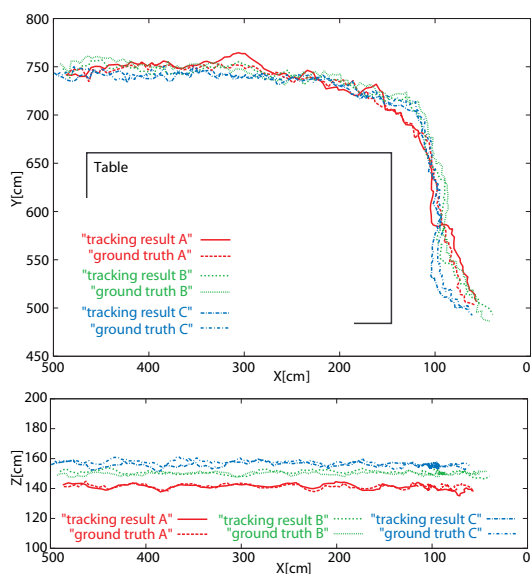 800
750
700
650
600
550
500
450
Y[cm]
Table
"tracking result A"
"ground truth A"
"tracking result B"
"ground truth B"
"tracking result C"
"ground truth C"
500 400 300 200 100 0
X[cm]
200
180
160
140
120
100
Z[cm]
"tracking result A" "tracking result B" "tracking result C"
"ground truth A" "ground truth B" "ground truth C"
500 400 300 200 100 0
X[cm]